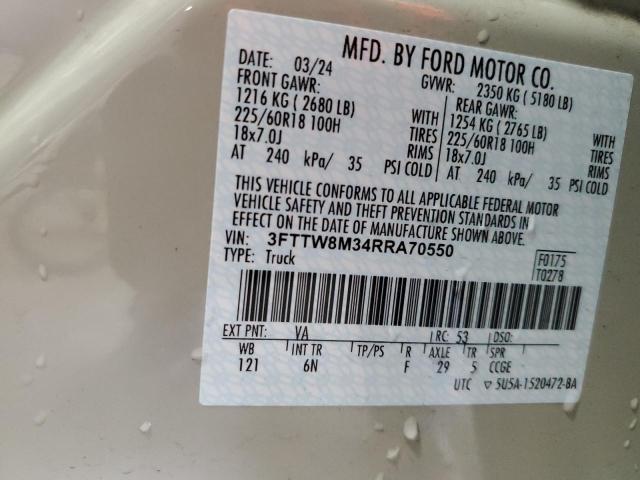 MFD. BY FORD MOTOR CO.
DATE: 03/24 GVWR: 2350 KG ( 5180 LB)
FRONT GAWR: REAR GAWR:
1216 KG ( 2680 LB) WITH 1254 KG ( 2765 LB) WITH
225/60R18 100H TIRES 225/60R18 100H TIRES
18x7.0J RIMS 18x7.0J RIMS
AT 240 kPa/ 35 PSI COLD AT 240 kPa/ 35 PSI COLD
THIS VEHICLE CONFORMS TO ALL APPLICABLE FEDERAL MOTOR
VEHICLE SAFETY AND THEFT PREVENTION STANDARDS IN
EFFECT ON THE DATE OF MANUFACTURE SHOWN ABOVE.
VIN: 3FTTW8M34RRA70550 F0175
TYPE: Truck T0278
EXT PNT: VA RC: 53 DSO:
WB INT TR TP/PS R AXLE TR SPR
121 6N F 29 5 CCGE
UTC ▽ 5U5A-1520472-BA